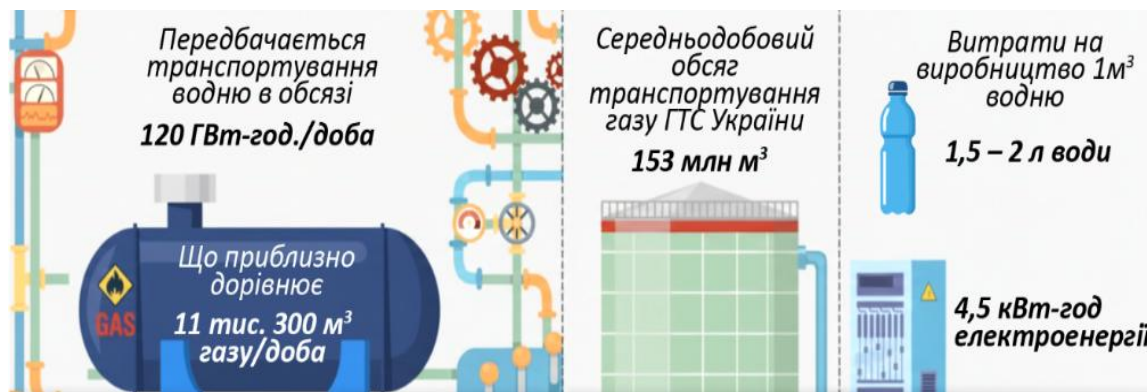 Передбачається
транспортування
водню в обсязі
120 ГВт-год./доба
Що приблизно
дорівнює
11 тис. 300 м³
газу/доба
GAS
Середньодобовий
обсяг
транспортування
газу ГТС України
153 млн м³
Витрати на
виробництво 1м³
водню
1,5 – 2 л води
4,5 кВт-год
електроенергії